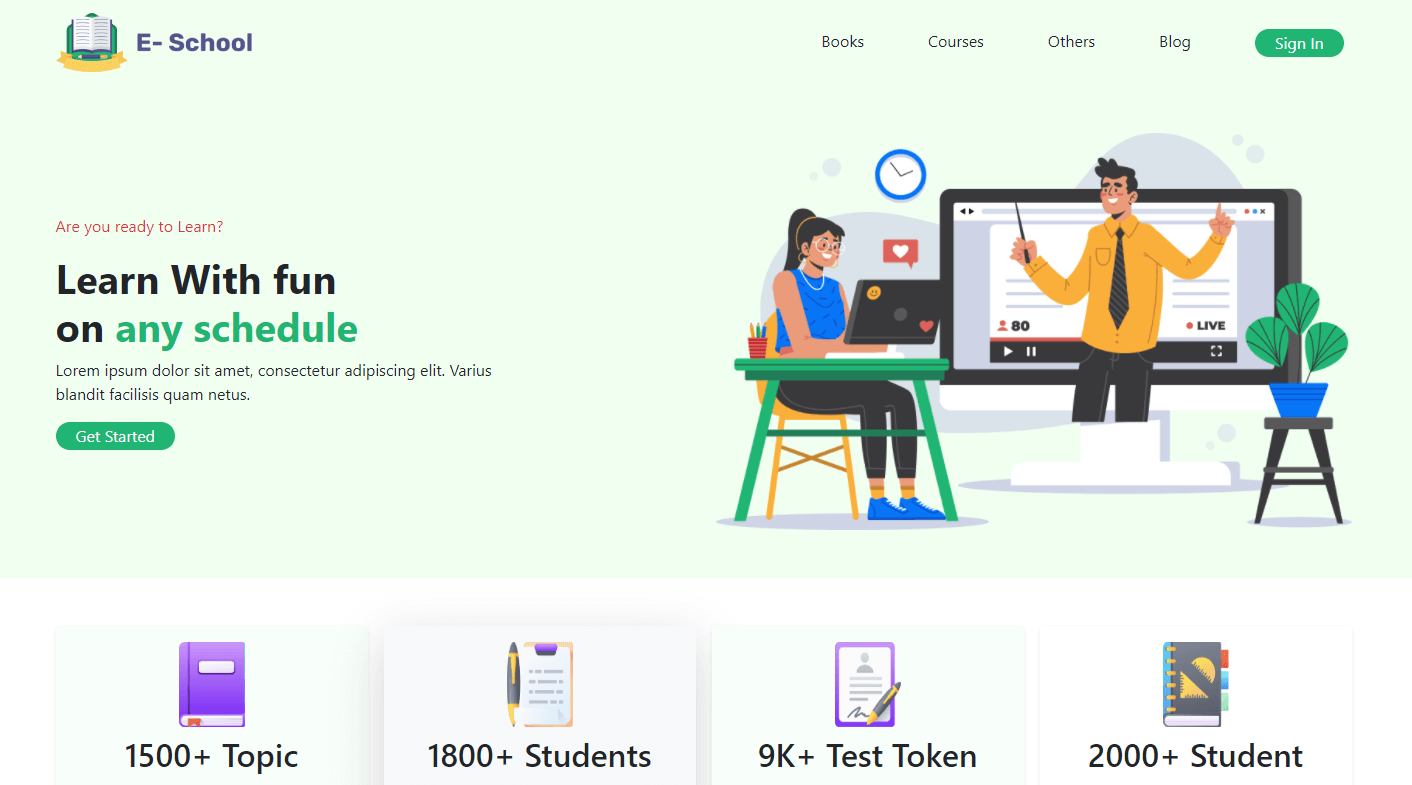 E- School
Books
Courses
Others
Blog
Sign In
Are you ready to Learn?
Learn With fun
on any schedule
Lorem ipsum dolor sit amet, consectetur adipiscing elit. Varius
blandit facilisis quam netus.
Get Started
80
LIVE
1500+ Topic
1800+ Students
9K+ Test Token
2000+ Student